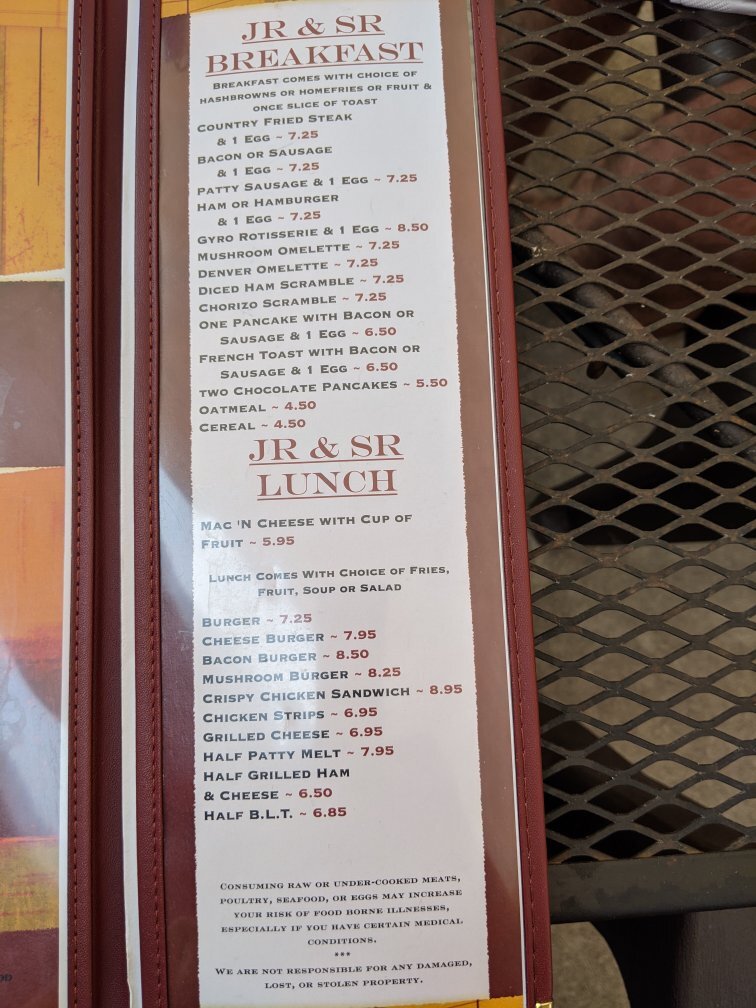 JR & SR
BREAKFAST
Breakfast comes with choice of
hashbrowns or homefries or fruit &
once slice of toast
Country Fried Steak
& 1 Egg ~ 7.25
Bacon or Sausage
& 1 Egg ~ 7.25
Patty Sausage & 1 Egg ~ 7.25
Ham or Hamburger
& 1 Egg ~ 7.25
Gyro Rotisserie & 1 Egg ~ 8.50
Mushroom Omelette ~ 7.25
Denver Omelette ~ 7.25
Diced Ham Scramble ~ 7.25
Chorizo Scramble ~ 7.25
One Pancake with Bacon or
Sausage & 1 Egg ~ 6.50
French Toast with Bacon or
Sausage & 1 Egg ~ 6.50
two Chocolate Pancakes ~ 5.50
Oatmeal ~ 4.50
Cereal ~ 4.50
JR & SR
LUNCH
Mac 'N Cheese with Cup of
Fruit ~ 5.95
Lunch Comes With Choice of Fries,
Fruit, Soup or Salad
Burger ~ 7.25
Cheese Burger ~ 7.95
Bacon Burger ~ 8.50
Mushroom Burger ~ 8.25
Crispy Chicken Sandwich ~ 8.95
Chicken Strips ~ 6.95
Grilled Cheese ~ 6.95
Half Patty Melt ~ 7.95
Half Grilled Ham
& Cheese ~ 6.50
Half B.L.T. ~ 6.85
Consuming raw or under-cooked meats,
poultry, seafood, or eggs may increase
your risk of food borne illnesses,
especially if you have certain medical
conditions.
***
We are not responsible for any damaged,
lost, or stolen property.